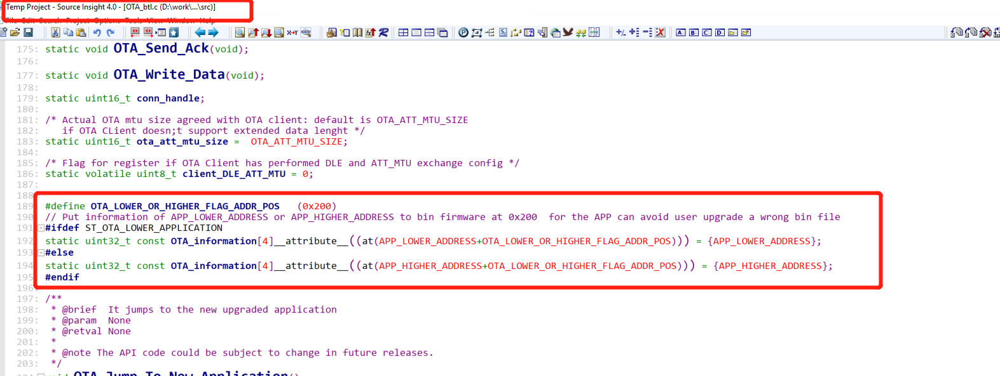 Temp Project - Source Insight 4.0 - [OTA_btl.c (D:\work\...\src)]
File Edit Search Project Options Tools View Window Help
175: static void OTA_Send_Ack(void);
176:
177: static void OTA_Write_Data(void);
178:
179: static uint16_t conn_handle;
180:
181: /* Actual OTA mtu size agreed with OTA client: default is OTA_ATT_MTU_SIZE
182: if OTA CLient doesn;t support extended data lenght */
183: static uint16_t ota_att_mtu_size = OTA_ATT_MTU_SIZE;
184:
185: /* Flag for register if OTA Client has performed DLE and ATT_MTU exchange config */
186: static volatile uint8_t client_DLE_ATT_MTU = 0;
187:
188
189 #define OTA_LOWER_OR_HIGHER_FLAG_ADDR_POS (0x200)
190 // Put information of APP_LOWER_ADDRESS or APP_HIGHER_ADDRESS to bin firmware at 0x200 for the APP can avoid user upgrade a wrong bin file
191 #ifdef ST_OTA_LOWER_APPLICATION
192 static uint32_t const OTA_information[4]__attribute__((at(APP_LOWER_ADDRESS+OTA_LOWER_OR_HIGHER_FLAG_ADDR_POS))) = {APP_LOWER_ADDRESS};
193 #else
194 static uint32_t const OTA_information[4]__attribute__((at(APP_HIGHER_ADDRESS+OTA_LOWER_OR_HIGHER_FLAG_ADDR_POS))) = {APP_HIGHER_ADDRESS};
195 #endif
196
197: /**
198: * @brief It jumps to the new upgraded application
199: * @param None
200: * @retval None
201: *
202: * @note The API code could be subject to change in future releases.
203: */
void OTA_Jump_To_New_Application()